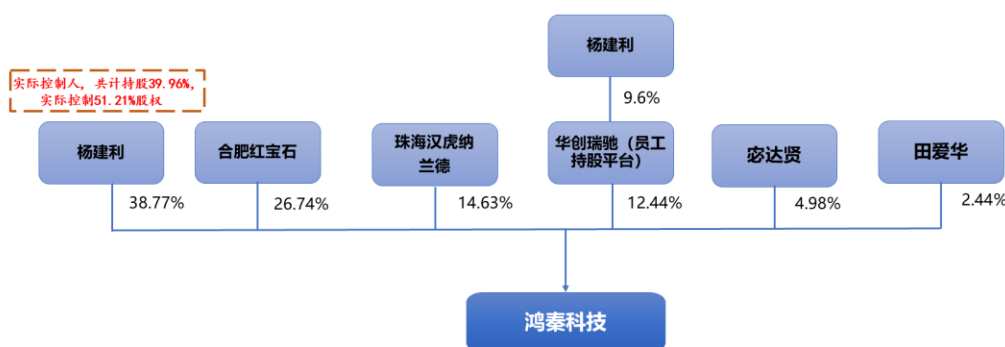 杨建利
实际控制人，共计持股39.96%，
实际控制51.21%股权
9.6%
杨建利
合肥红宝石
珠海汉虎纳
兰德
华创瑞驰（员工
持股平台）
宓达贤
田爱华
38.77%
26.74%
14.63%
12.44%
4.98%
2.44%
鸿秦科技